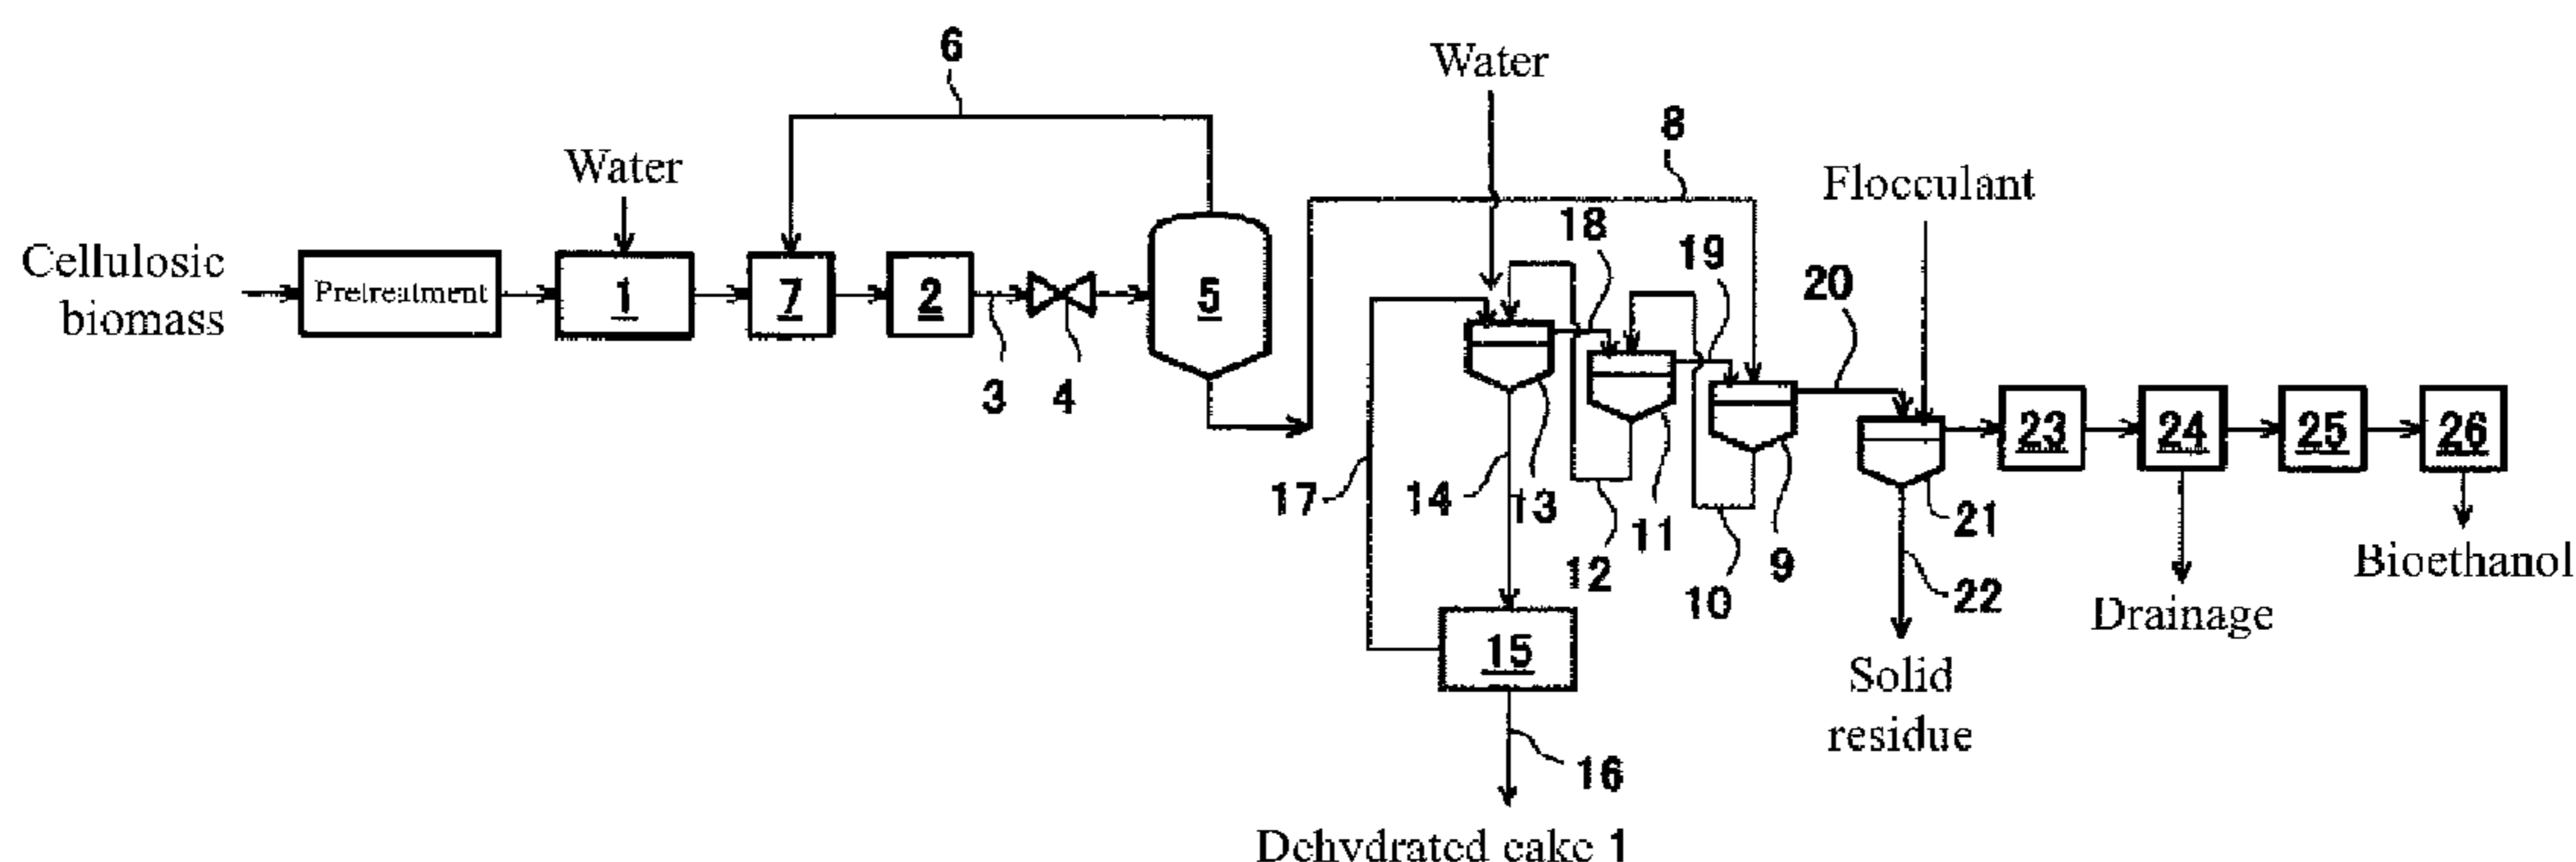 6
Water
8
Water
Flocculant
18
19
20
Cellulosic
biomass
Pretreatment
1
7
2
5
3
4
17
14
13
11
9
12
10
23
24
25
26
21
22
Bioethanol
Drainage
15
Solid
residue
16
Dehydrated cake 1